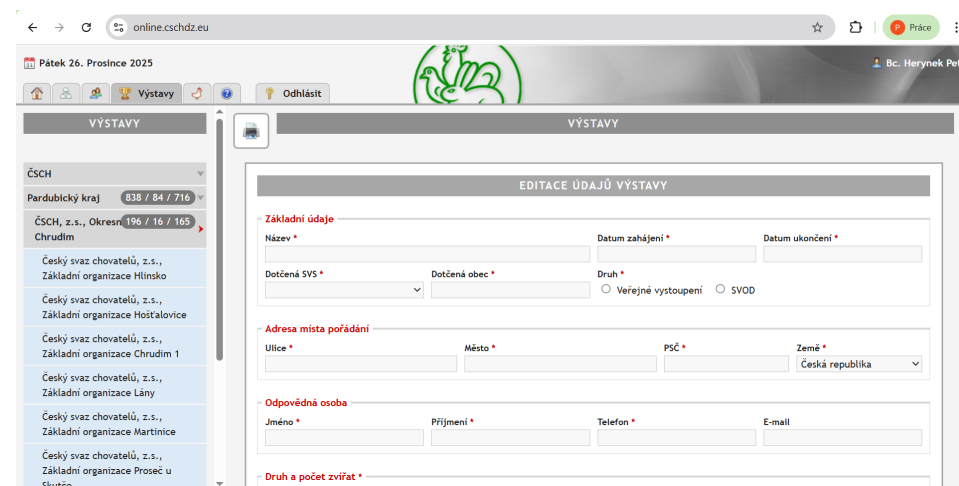 online.cschdz.eu
P Práce
Pátek 26. Prosince 2025
Bc. Herynek Pet
Výstavy
Odhlásit
VÝSTAVY
VÝSTAVY
ČSCH
Pardubický kraj 838 / 84 / 716
ČSCH, z.s., Okresn 196 / 16 / 165
Chrudim
Český svaz chovatelů, z.s.,
Základní organizace Hlinsko
Český svaz chovatelů, z.s.,
Základní organizace Hošťalovice
Český svaz chovatelů, z.s.,
Základní organizace Chrudim 1
Český svaz chovatelů, z.s.,
Základní organizace Lány
Český svaz chovatelů, z.s.,
Základní organizace Martinice
Český svaz chovatelů, z.s.,
Základní organizace Proseč u
Skutče
EDITACE ÚDAJŮ VÝSTAVY
Základní údaje
Název * Datum zahájení * Datum ukončení *
Dotčená SVS * Dotčená obec * Druh *
Veřejné vystoupení SVOD
Adresa místa pořádání
Ulice * Město * PSČ * Země *
Česká republika
Odpovědná osoba
Jméno * Příjmení * Telefon * E-mail
Druh a počet zvířat *